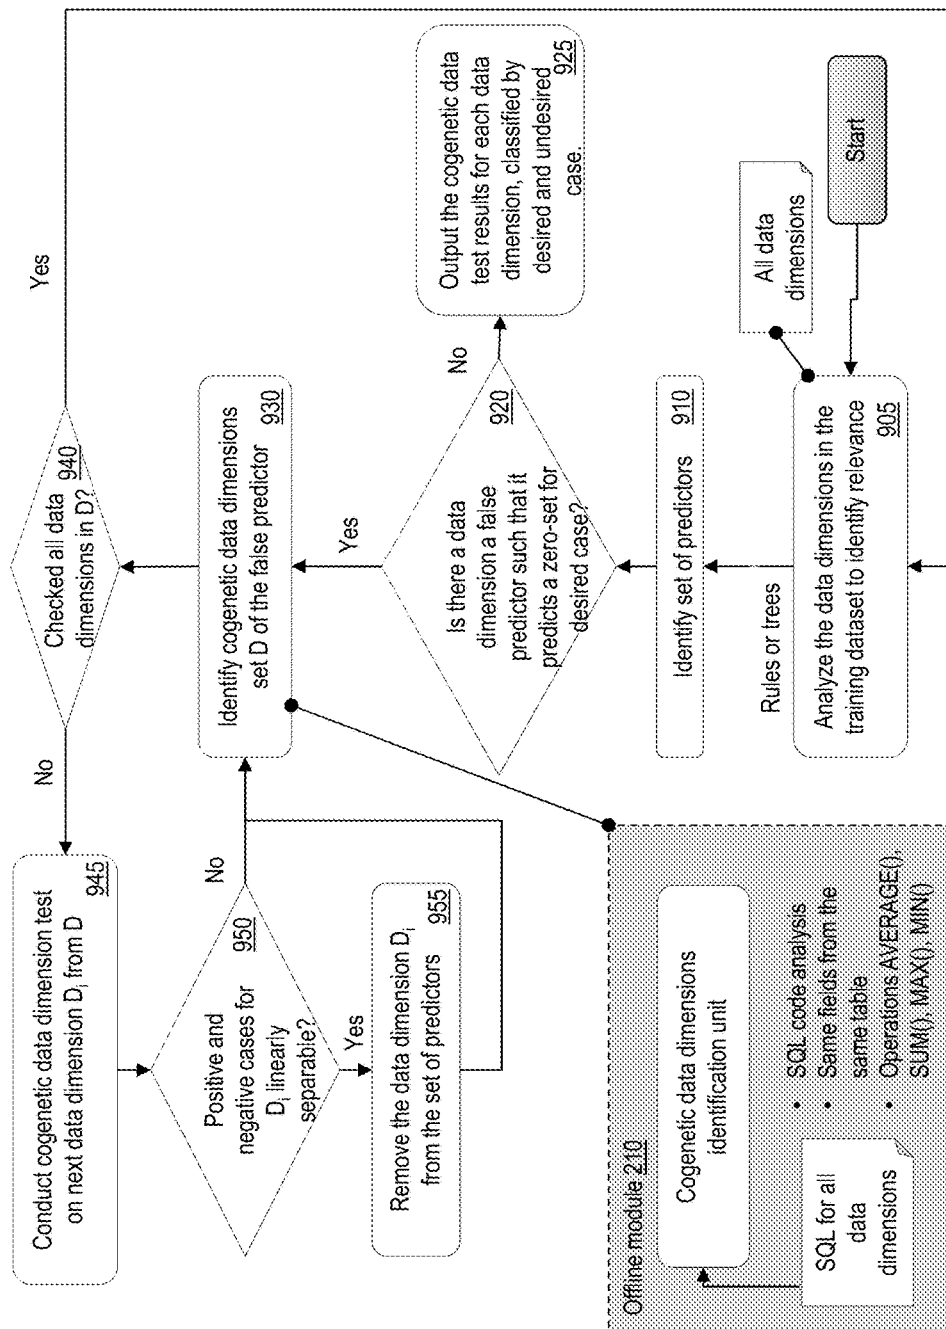 Start
All data
dimensions
Analyze the data dimensions in the
training dataset to identify relevance
905
Rules or trees
Identify set of predictors 910
Is there a data
dimension a false
predictor such that it
predicts a zero-set for
desired case?
920
No
Output the cogenetic data
test results for each data
dimension, classified by
desired and undesired
case. 925
Yes
Identify cogenetic data dimensions
set D of the false predictor 930
Checked all data
dimensions in D?
940
Yes
No
Conduct cogenetic data dimension test
on next data dimension Di from D 945
Positive and
negative cases for
Di linearly
separable?
950
No
Yes
Remove the data dimension Di
from the set of predictors 955
Offline module 210
Cogenetic data dimensions
identification unit
SQL for all
data
dimensions
• SQL code analysis
• Same fields from the
same table
• Operations AVERAGE(),
SUM(), MAX(), MIN()